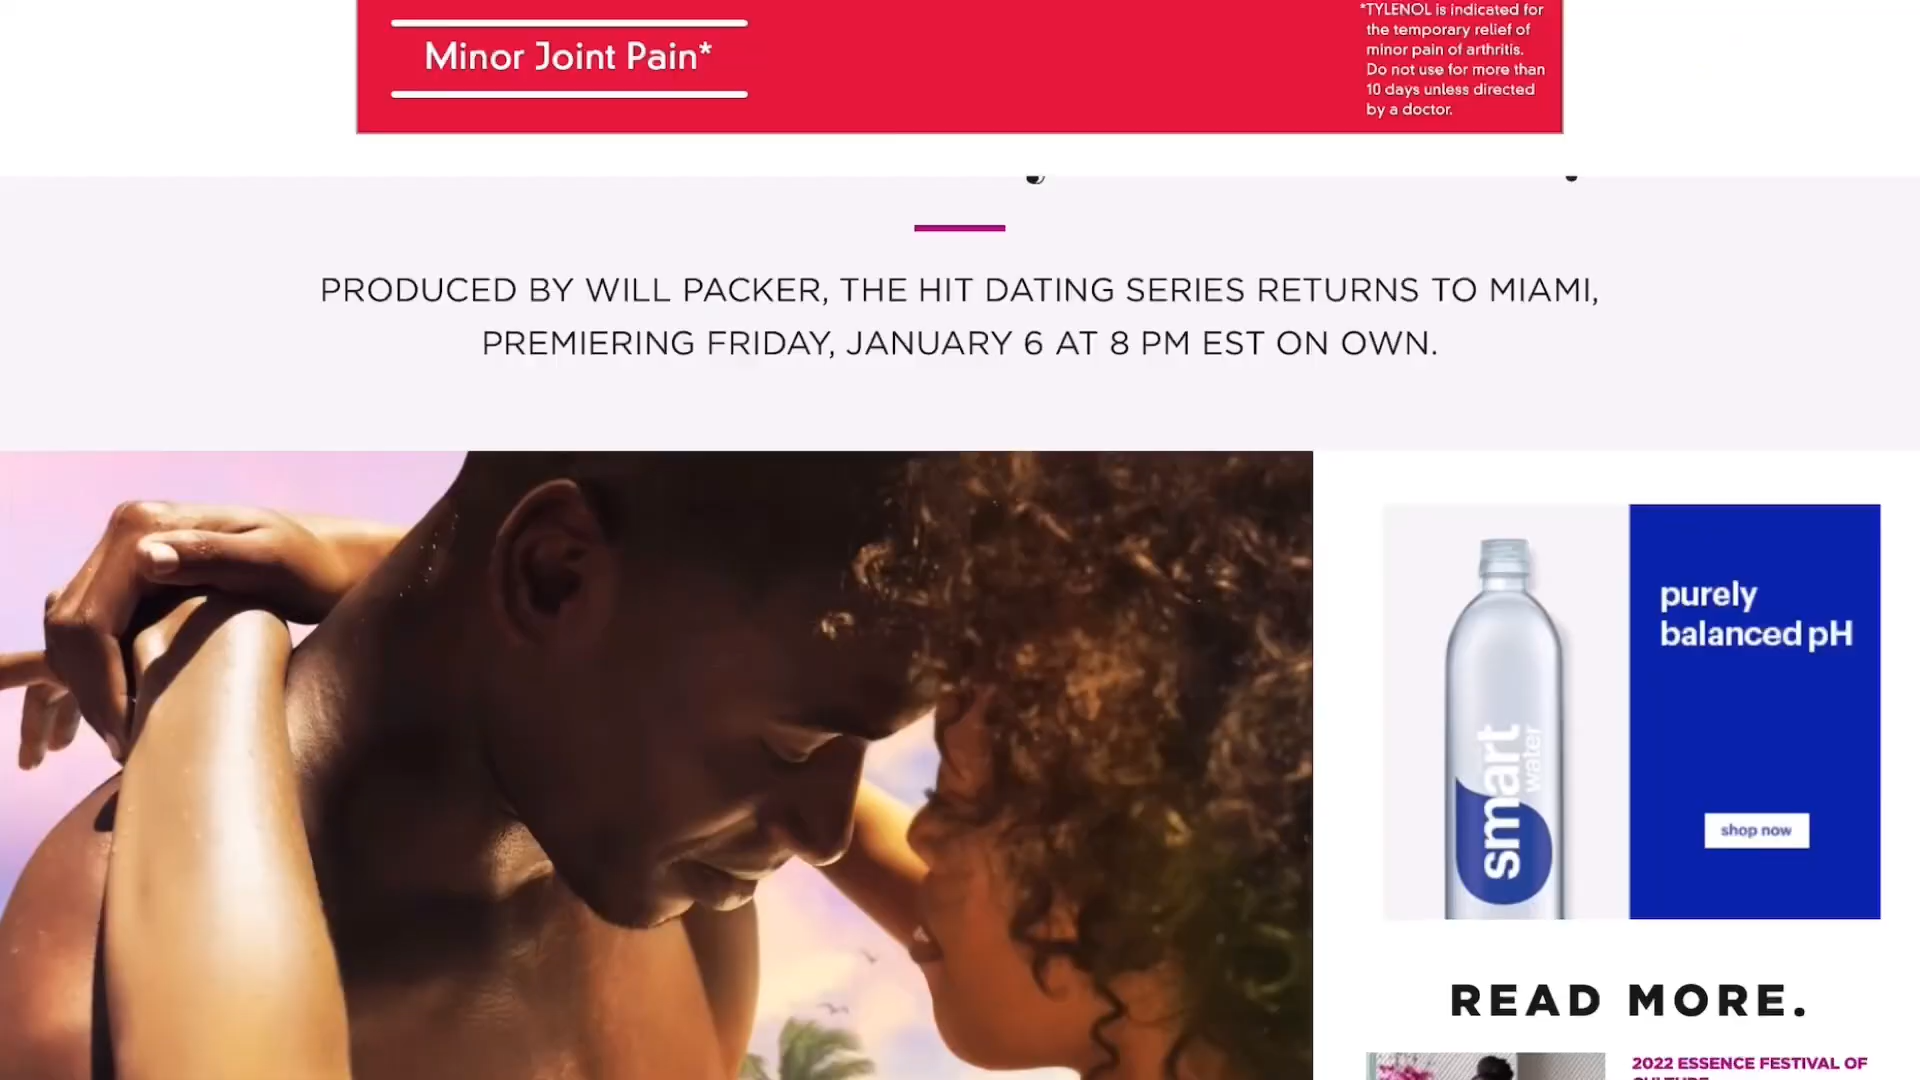 Minor Joint Pain*
*TYLENOL is indicated for
the temporary relief of
minor pain of arthritis.
Do not use for more than
10 days unless directed
by a doctor.
PRODUCED BY WILL PACKER, THE HIT DATING SERIES RETURNS TO MIAMI,
PREMIERING FRIDAY, JANUARY 6 AT 8 PM EST ON OWN.
purely
balanced pH
smart
water
shop now
READ MORE.
2022 ESSENCE FESTIVAL OF